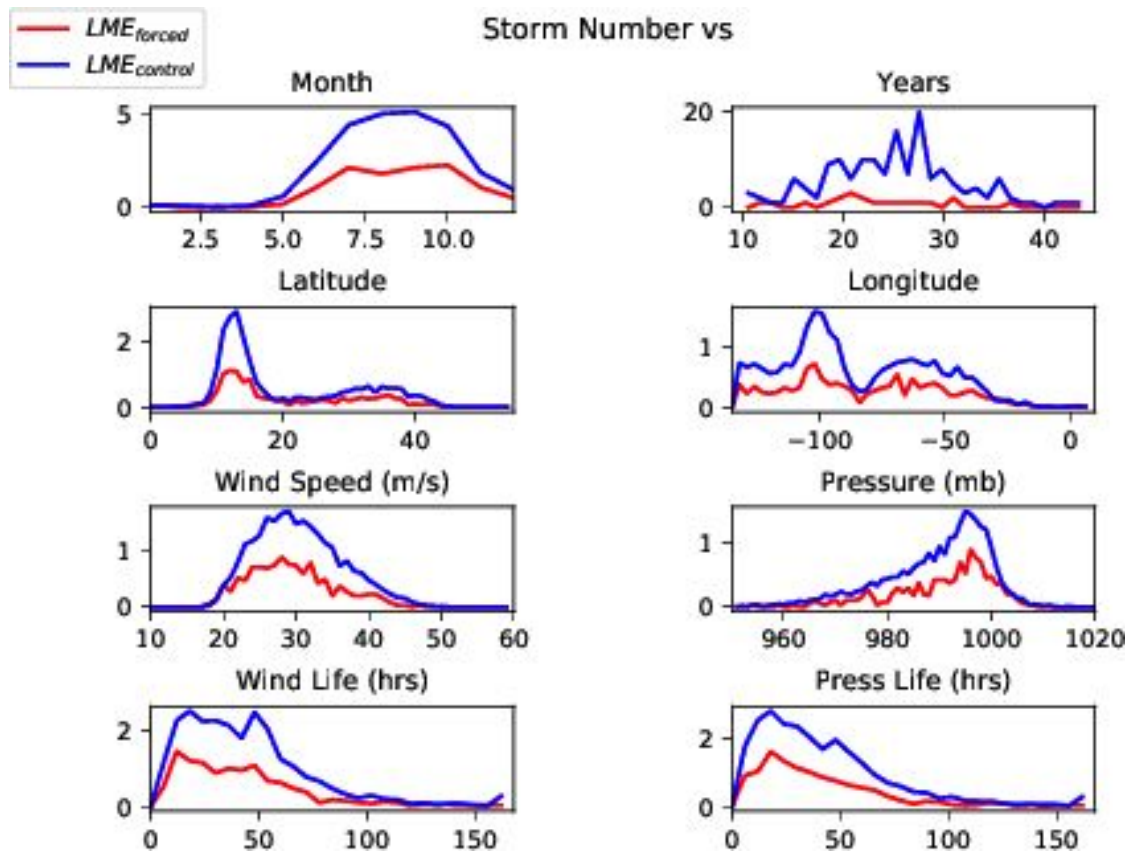 LME_forced
LME_control
Storm Number vs
Month
5
0
2.5 5.0 7.5 10.0
Years
20
0
10 20 30 40
Latitude
2
0
0 20 40
Longitude
1
0
−100 −50 0
Wind Speed (m/s)
1
0
10 20 30 40 50 60
Pressure (mb)
1
0
960 980 1000 1020
Wind Life (hrs)
2
0
0 50 100 150
Press Life (hrs)
2
0
0 50 100 150